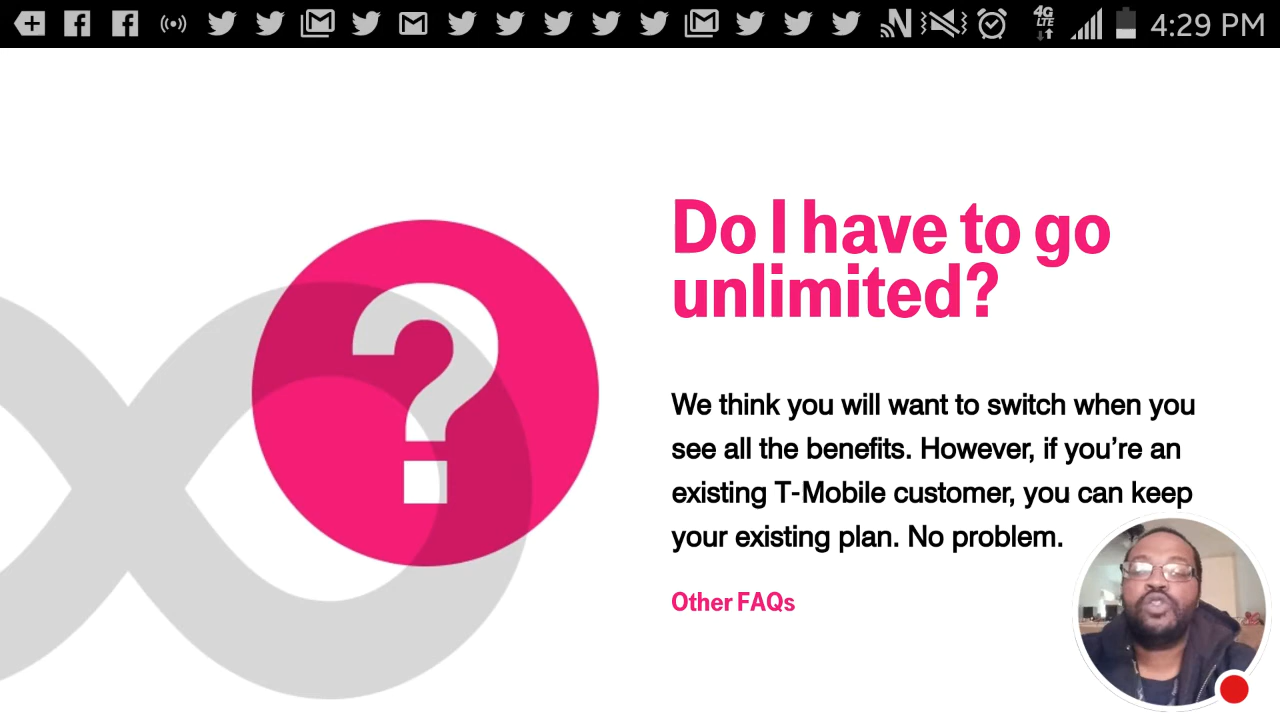 4G
LTE
4:29 PM
?
Do I have to go
unlimited?
We think you will want to switch when you
see all the benefits. However, if you’re an
existing T-Mobile customer, you can keep
your existing plan. No problem.
Other FAQs